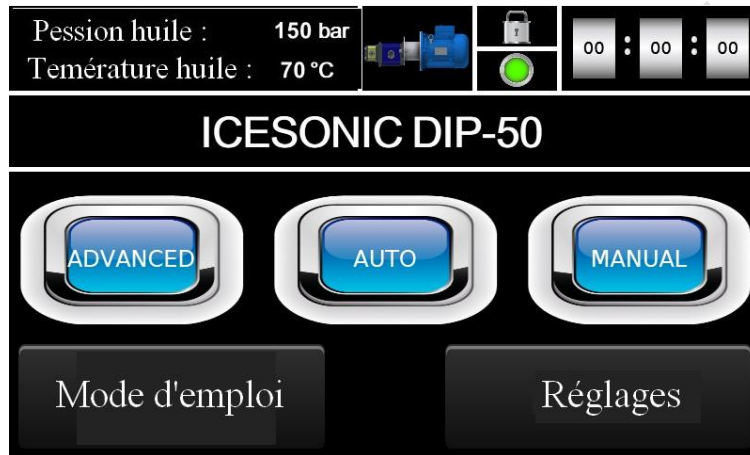 Pession huile : 150 bar
Temérature huile : 70 °C
00 : 00 : 00
ICESONIC DIP-50
ADVANCED
AUTO
MANUAL
Mode d'emploi
Réglages